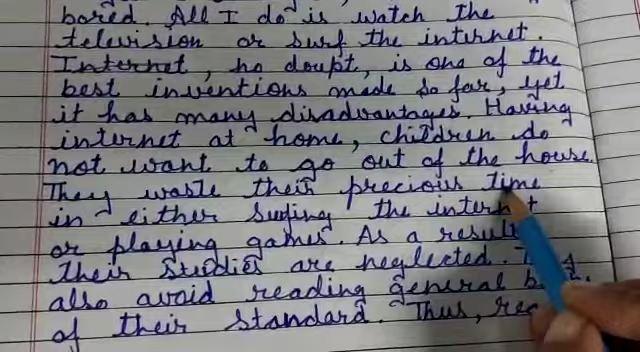 bored. All I do is watch the
television or surf the internet.
Internet, no doubt, is one of the
best inventions made so far, yet
it has many disadvantages. Having
internet at home, children do
not want to go out of the house.
They waste their precious time
in either surfing the internet
or playing games. As a result
their studies are neglected.
also avoid reading general
of their standard. Thus,